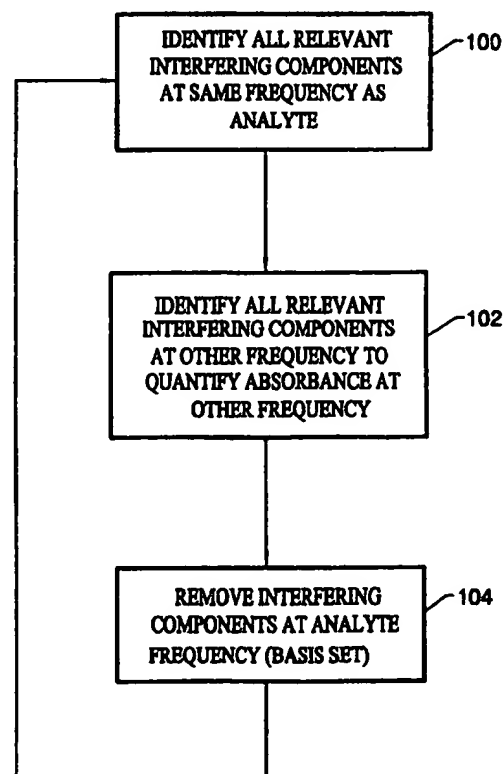 IDENTIFY ALL RELEVANT
INTERFERING COMPONENTS
AT SAME FREQUENCY AS
ANALYTE
100
IDENTIFY ALL RELEVANT
INTERFERING COMPONENTS
AT OTHER FREQUENCY TO
QUANTIFY ABSORBANCE AT
OTHER FREQUENCY
102
REMOVE INTERFERING
COMPONENTS AT ANALYTE
FREQUENCY (BASIS SET)
104